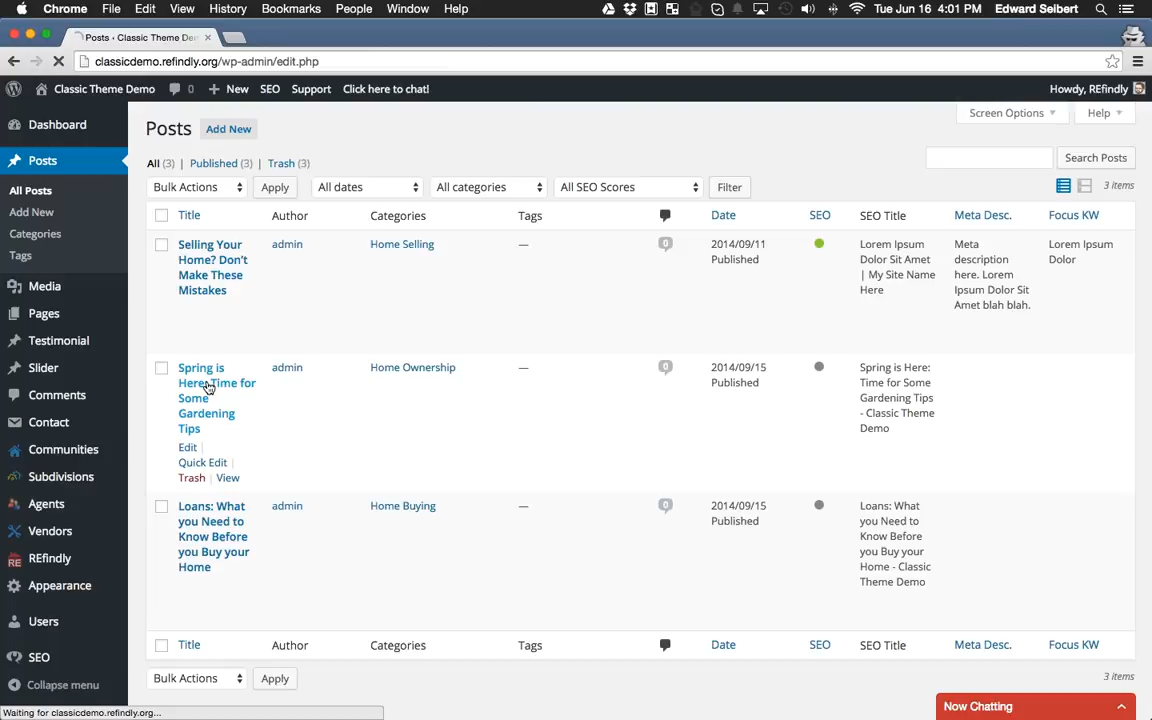 Chrome File Edit View History Bookmarks People Window Help Tue Jun 16 4:01 PM Edward Seibert
Posts ‹ Classic Theme De
classicdemo.refindly.org/wp-admin/edit.php
Classic Theme Demo 0 New SEO Support Click here to chat! Howdy, REfindly
Dashboard
Posts
All Posts
Add New
Categories
Tags
Media
Pages
Testimonial
Slider
Comments
Contact
Communities
Subdivisions
Agents
Vendors
RE REfindly
Appearance
Users
SEO
Collapse menu
Screen Options Help
Posts Add New
All (3) | Published (3) | Trash (3)
Search Posts
Bulk Actions Apply All dates All categories All SEO Scores Filter 3 items
Title Author Categories Tags Date SEO SEO Title Meta Desc. Focus KW
Selling Your
Home? Don't
Make These
Mistakes
admin
Home Selling
—
0
2014/09/11
Published
Lorem Ipsum
Dolor Sit Amet
| My Site Name
Here
Meta
description
here. Lorem
Ipsum Dolor Sit
Amet blah blah.
Lorem Ipsum
Dolor
Spring is
Here: Time for
Some
Gardening
Tips
Edit |
Quick Edit |
Trash | View
admin
Home Ownership
—
0
2014/09/15
Published
Spring is Here:
Time for Some
Gardening Tips
- Classic Theme
Demo
Loans: What
you Need to
Know Before
you Buy your
Home
admin
Home Buying
—
0
2014/09/15
Published
Loans: What
you Need to
Know Before
you Buy your
Home - Classic
Theme Demo
Title Author Categories Tags Date SEO SEO Title Meta Desc. Focus KW
Bulk Actions Apply 3 items
Now Chatting
Waiting for classicdemo.refindly.org...